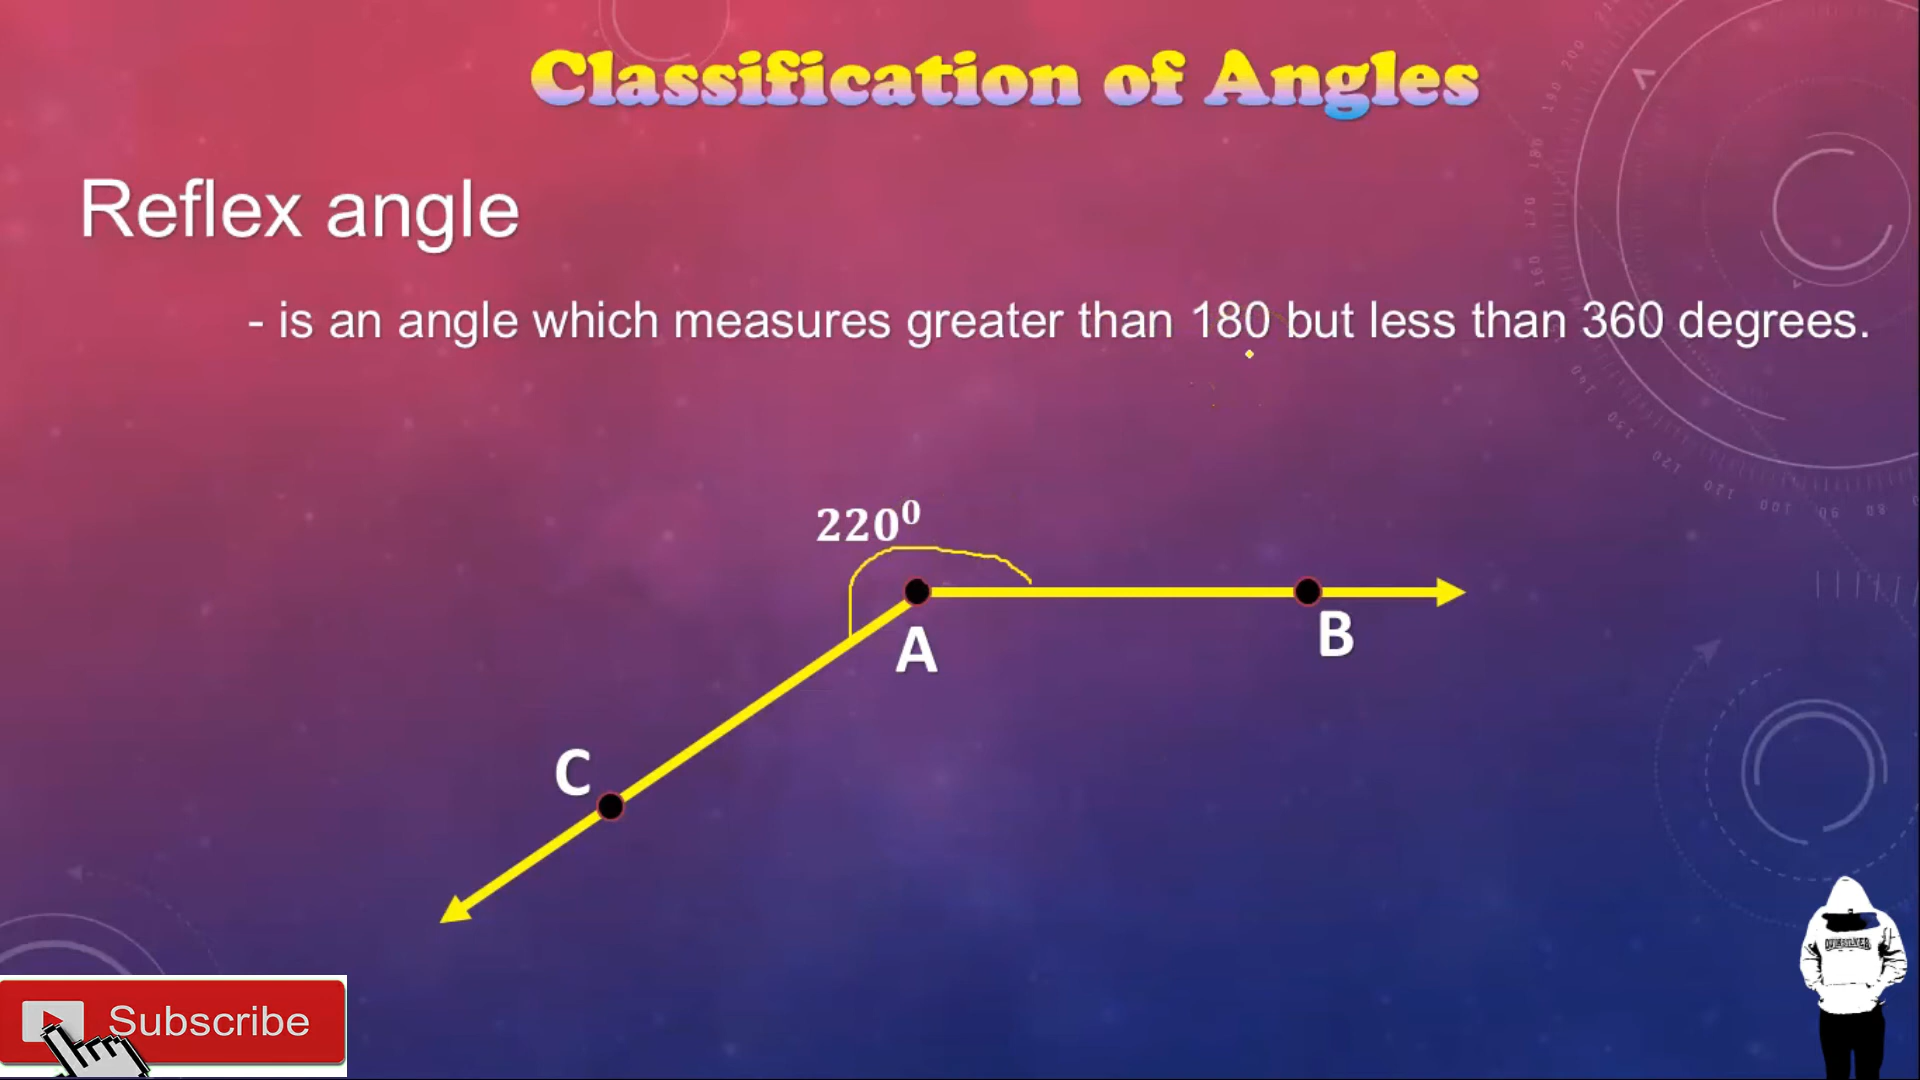 Classification of Angles
Reflex angle
- is an angle which measures greater than 180 but less than 360 degrees.
220⁰
A
B
C
Subscribe
QUIKSILVER